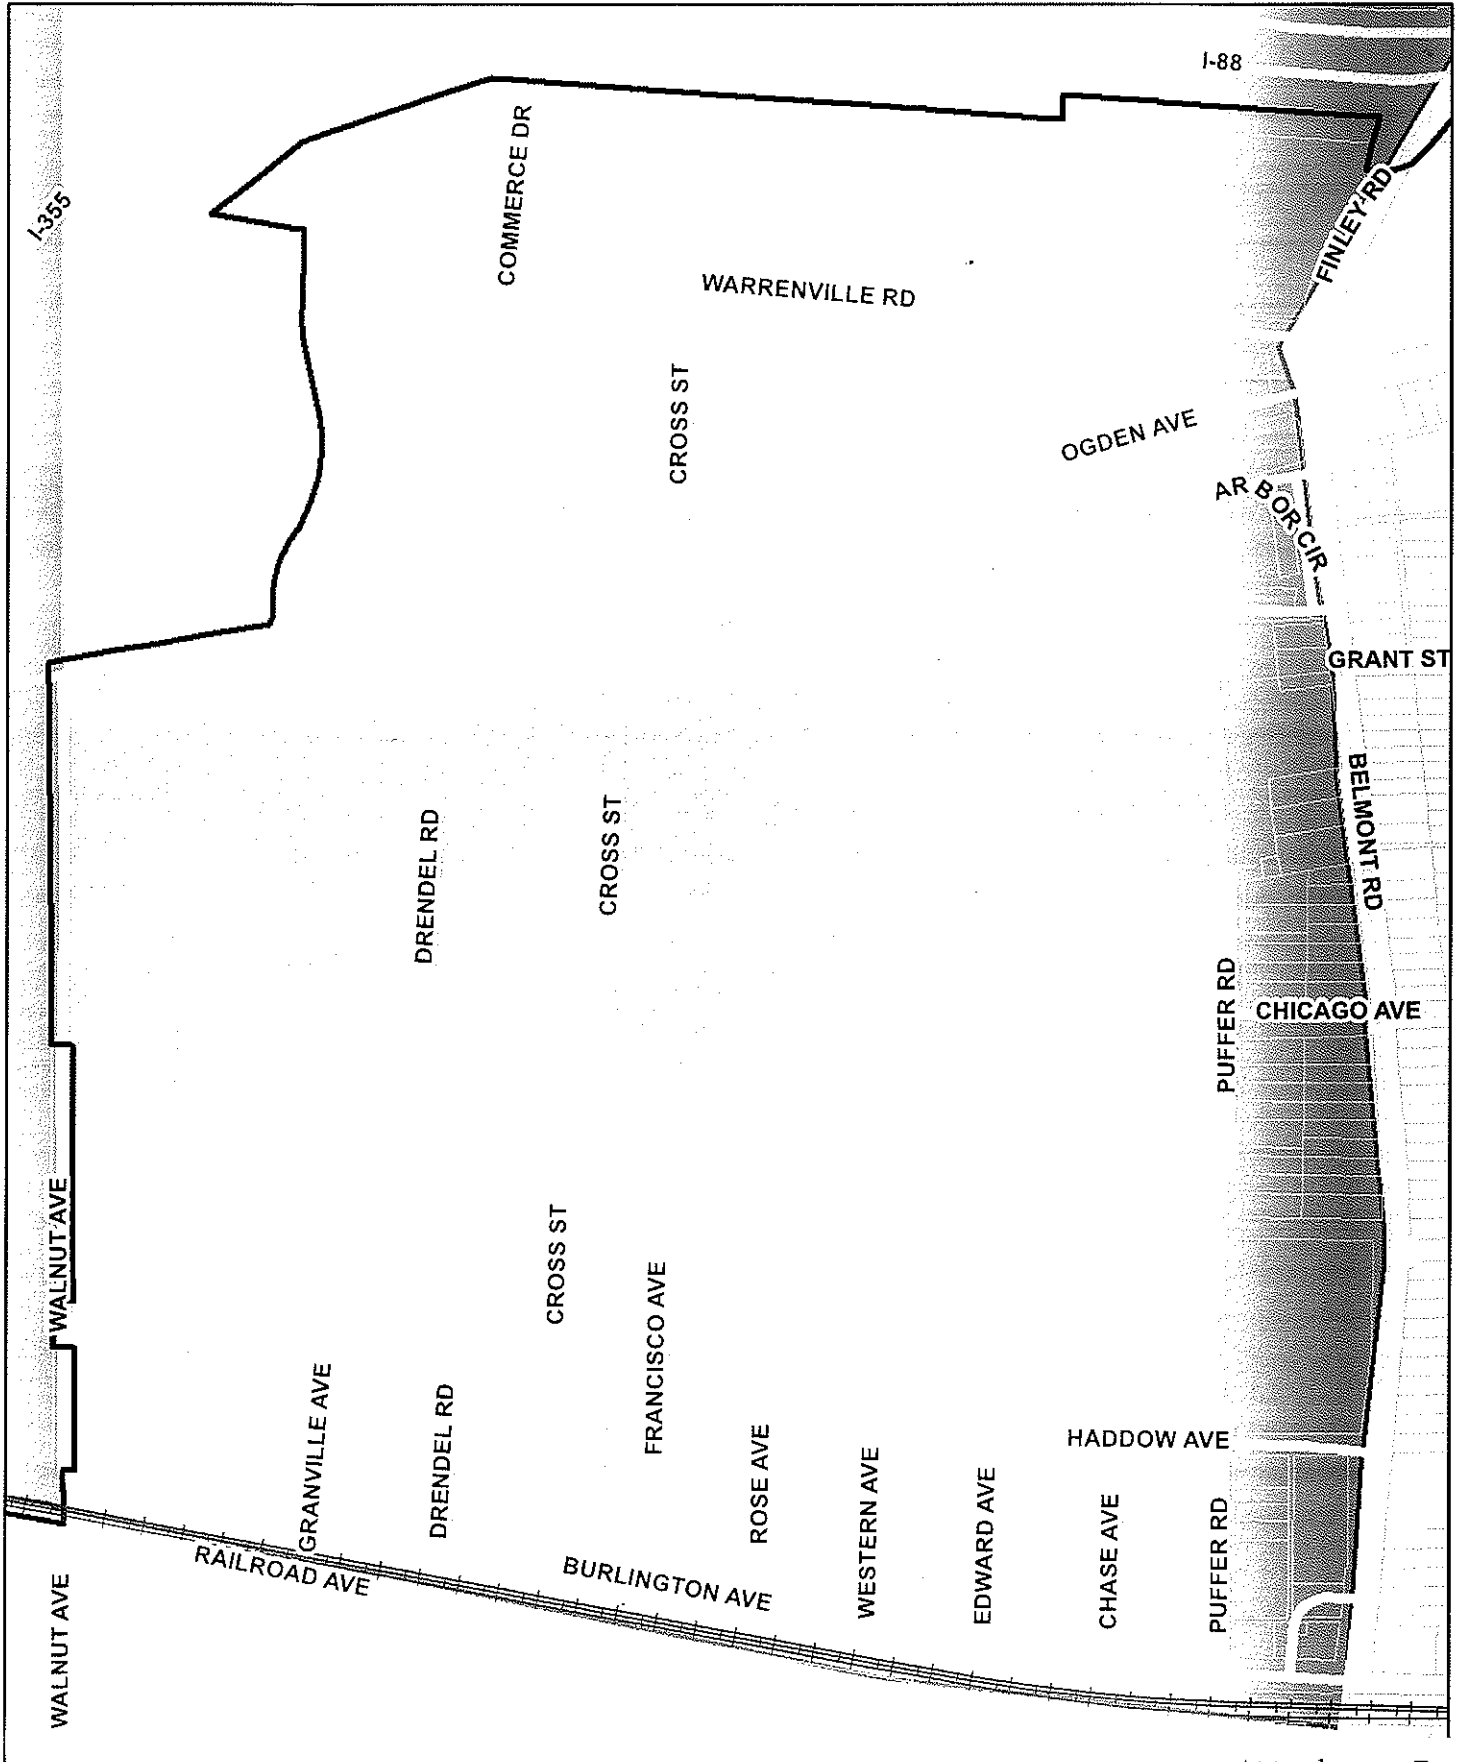 I-88
I-355
COMMERCE DR
FINLEY RD
WARRENVILLE RD
CROSS ST
OGDEN AVE
ARBOR CIR
GRANT ST
BELMONT RD
DRENDEL RD
CROSS ST
PUFFER RD
CHICAGO AVE
WALNUT AVE
CROSS ST
FRANCISCO AVE
GRANVILLE AVE
DRENDEL RD
ROSE AVE
WESTERN AVE
EDWARD AVE
HADDOW AVE
CHASE AVE
PUFFER RD
RAILROAD AVE
BURLINGTON AVE
WALNUT AVE